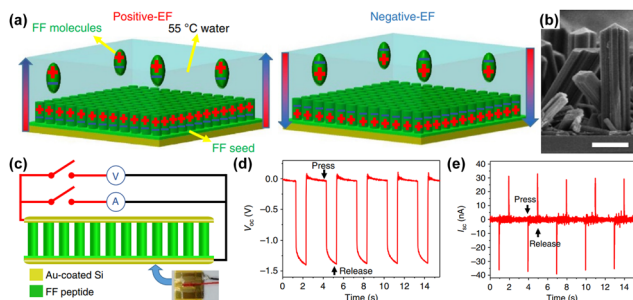 (a)
Positive-EF
Negative-EF
(b)
FF molecules
55 °C water
FF seed
(c)
V
A
Au-coated Si
FF peptide
(d)
Press
Release
Voc (V)
0.0
−0.5
−1.0
−1.5
0 2 4 6 8 10 12 14
Time (s)
(e)
Press
Release
Isc (nA)
40
30
20
10
0
−10
−20
−30
−40
−50
0 2 4 6 8 10 12 14
Time (s)